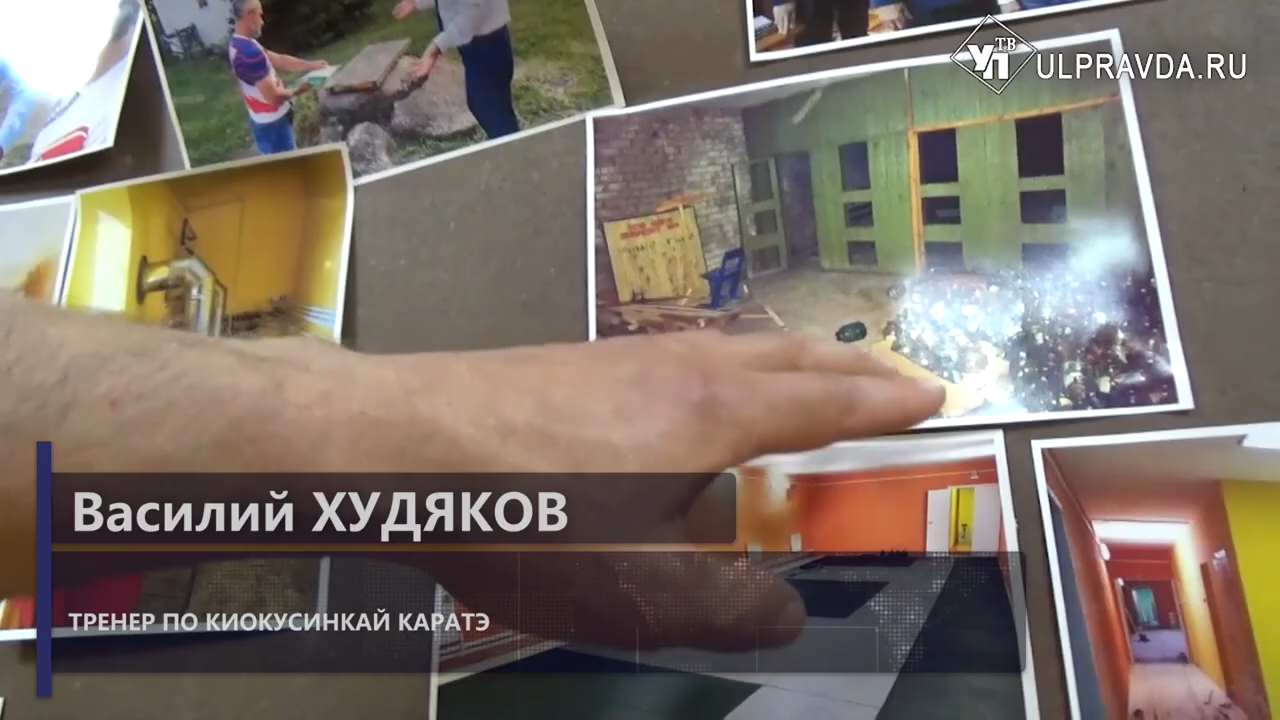 УП ТВ ULPRAVDA.RU
Василий ХУДЯКОВ
ТРЕНЕР ПО КИОКУСИНКАЙ КАРАТЭ